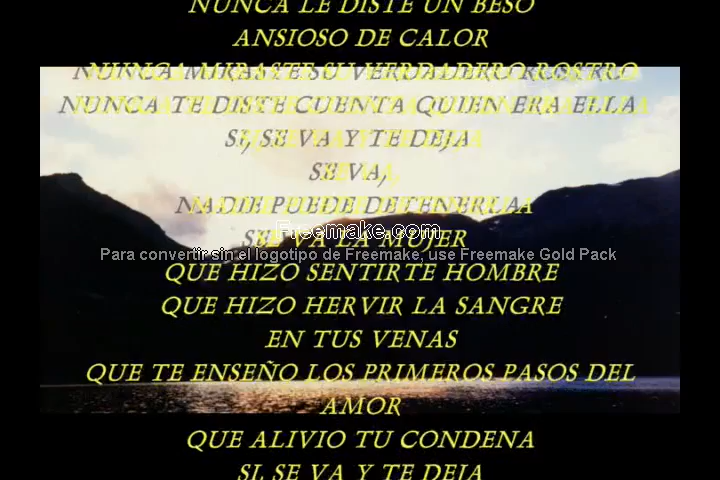 NUNCA LE DISTE UN BESO
ANSIOSO DE CALOR
NUNCA MIRASTE SU VERDADERO ROSTRO
NUNCA TE DISTE CUENTA QUIEN ERA ELLA
SI, SE VA Y TE DEJA
SE VA,
NADIE PUEDE DETENERLA
Freemake.com
SE VA LA MUJER
Para convertir sin el logotipo de Freemake, use Freemake Gold Pack
QUE HIZO SENTIRTE HOMBRE
QUE HIZO HERVIR LA SANGRE
EN TUS VENAS
QUE TE ENSEÑO LOS PRIMEROS PASOS DEL
AMOR
QUE ALIVIO TU CONDENA
SI, SE VA Y TE DEJA